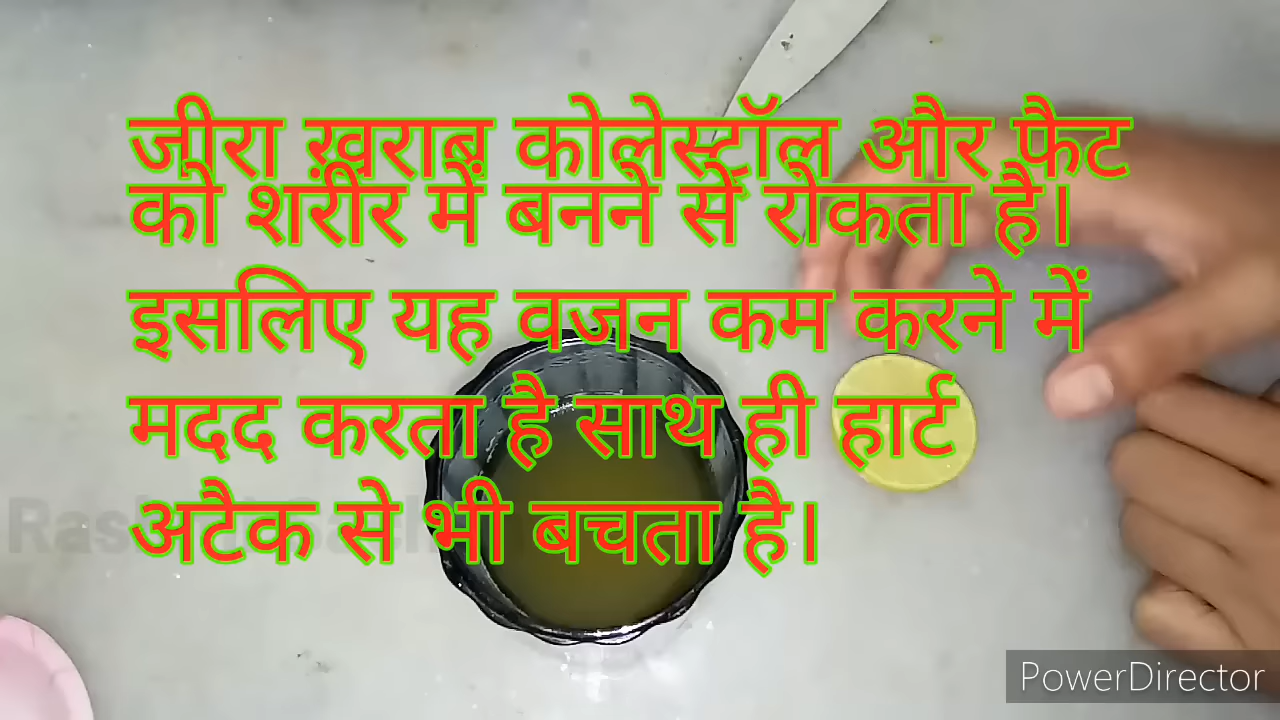 जीरा ख़राब कोलेस्ट्रॉल और फैट
को शरीर में बनने से रोकता है।
इसलिए यह वजन कम करने में
मदद करता है साथ ही हार्ट
अटैक से भी बचता है।
PowerDirector